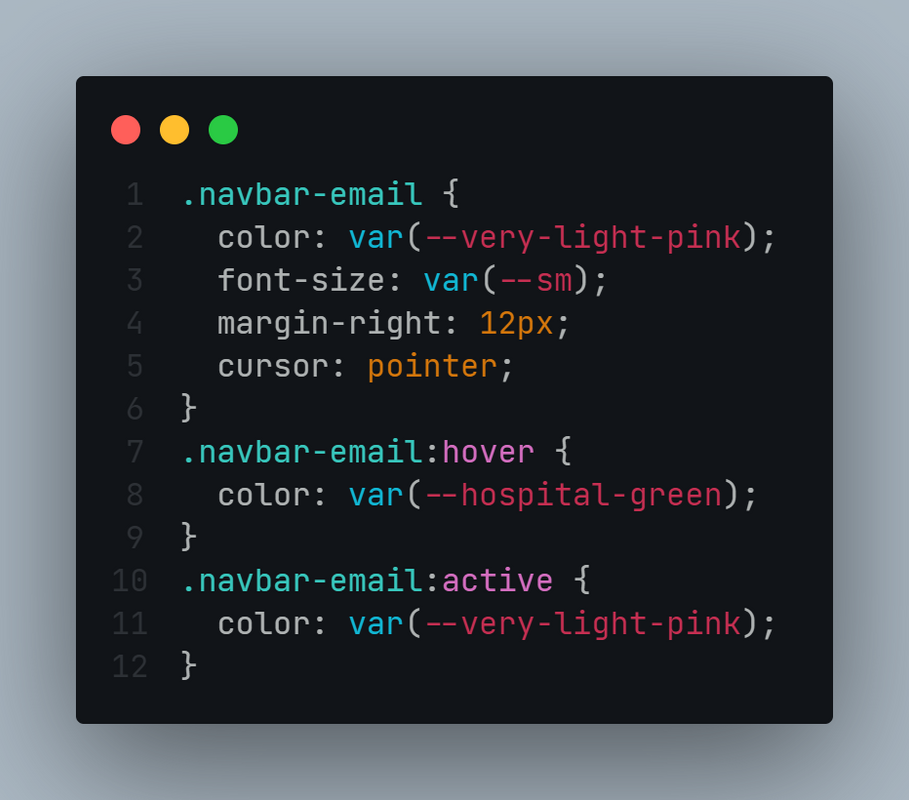 1 .navbar-email {
2   color: var(--very-light-pink);
3   font-size: var(--sm);
4   margin-right: 12px;
5   cursor: pointer;
6 }
7 .navbar-email:hover {
8   color: var(--hospital-green);
9 }
10 .navbar-email:active {
11   color: var(--very-light-pink);
12 }